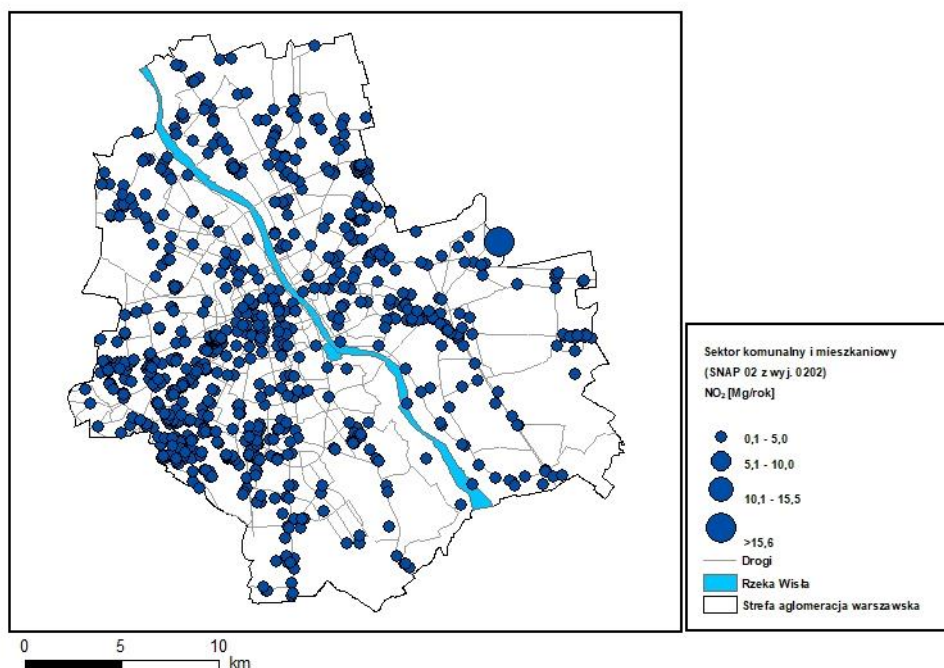 Sektor komunalny i mieszkaniowy
(SNAP 02 z wyj. 0202)
NO₂ [Mg/rok]
0,1 - 5,0
5,1 - 10,0
10,1 - 15,5
>15,6
Drogi
Rzeka Wisła
Strefa aglomeracja warszawska
0 5 10
km